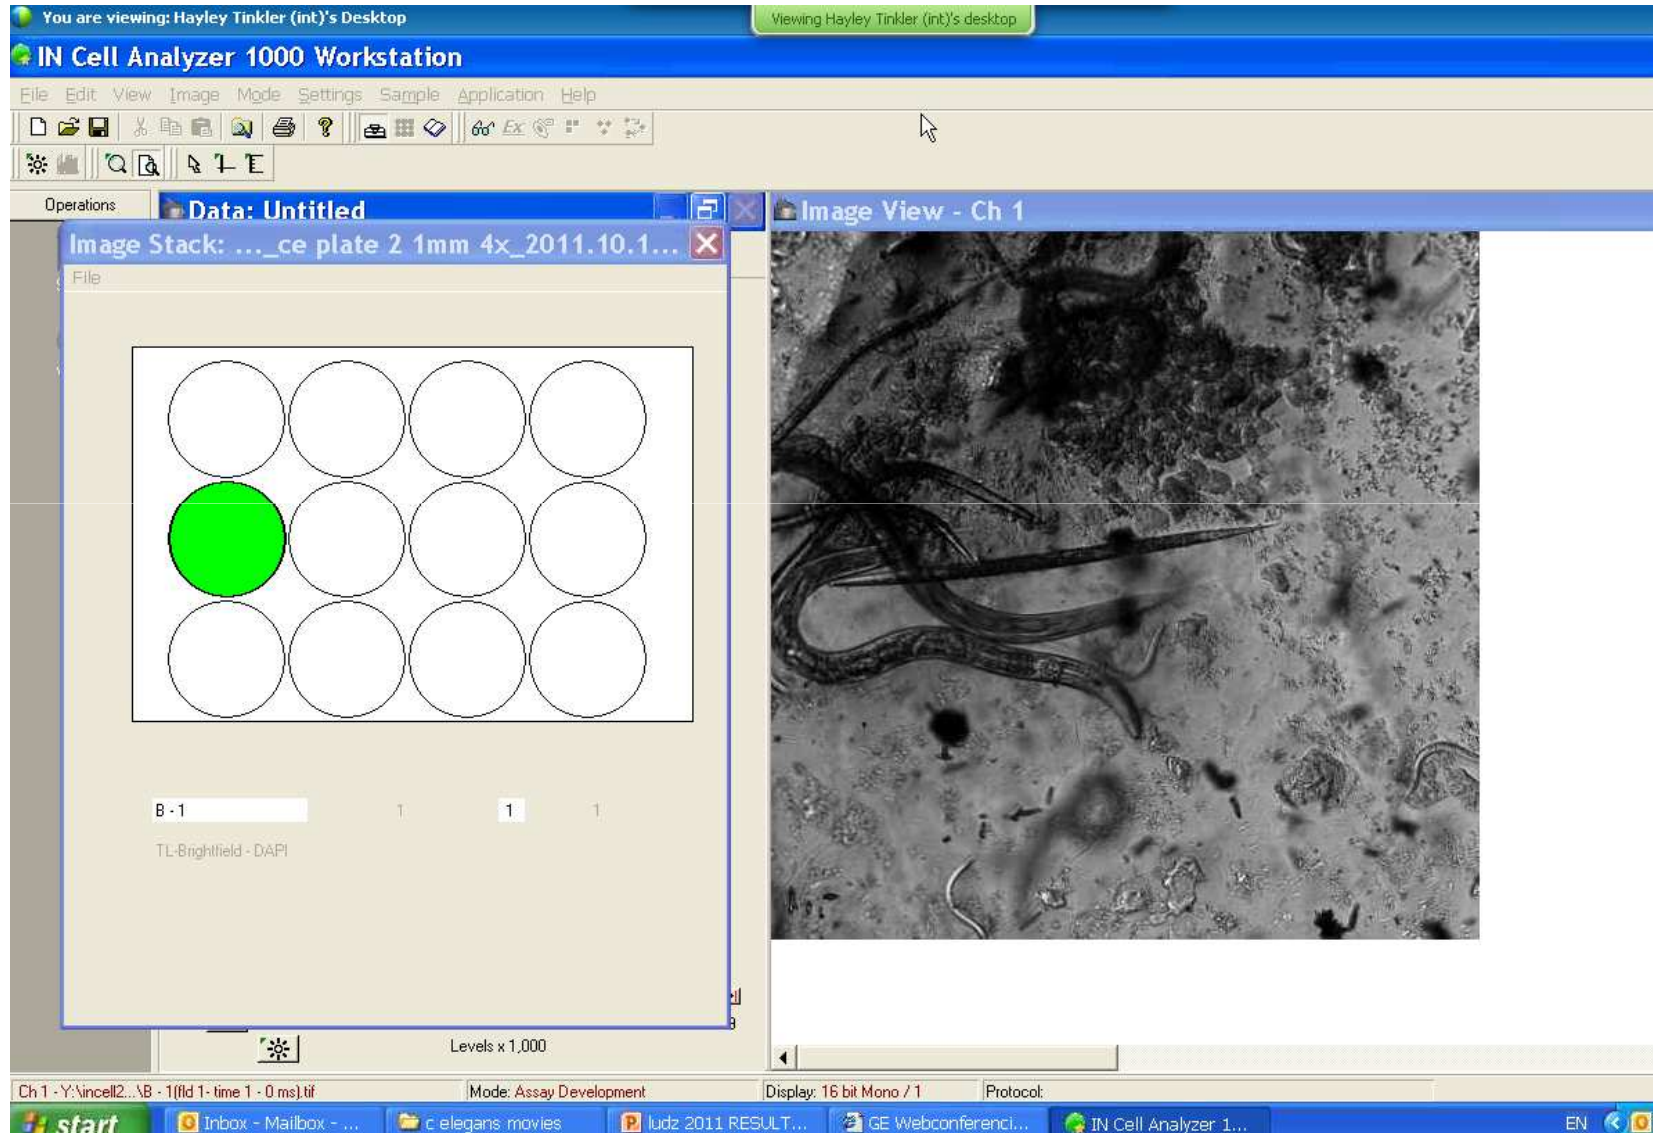 You are viewing: Hayley Tinkler (int)'s Desktop
Viewing Hayley Tinkler (int)'s desktop
IN Cell Analyzer 1000 Workstation
File Edit View Image Mode Settings Sample Application Help
Ex
Operations
Data: Untitled
Image View - Ch 1
Image Stack: ..._ce plate 2 1mm 4x_2011.10.1...
File
B - 1
1
1
1
TL-Brightfield - DAPI
Levels x 1,000
Ch 1 - Y:\incell2...\B - 1(fld 1- time 1 - 0 ms).tif
Mode: Assay Development
Display: 16 bit Mono / 1
Protocol:
start
Inbox - Mailbox - ...
c elegans movies
ludz 2011 RESULT...
GE Webconferenci...
IN Cell Analyzer 1...
EN